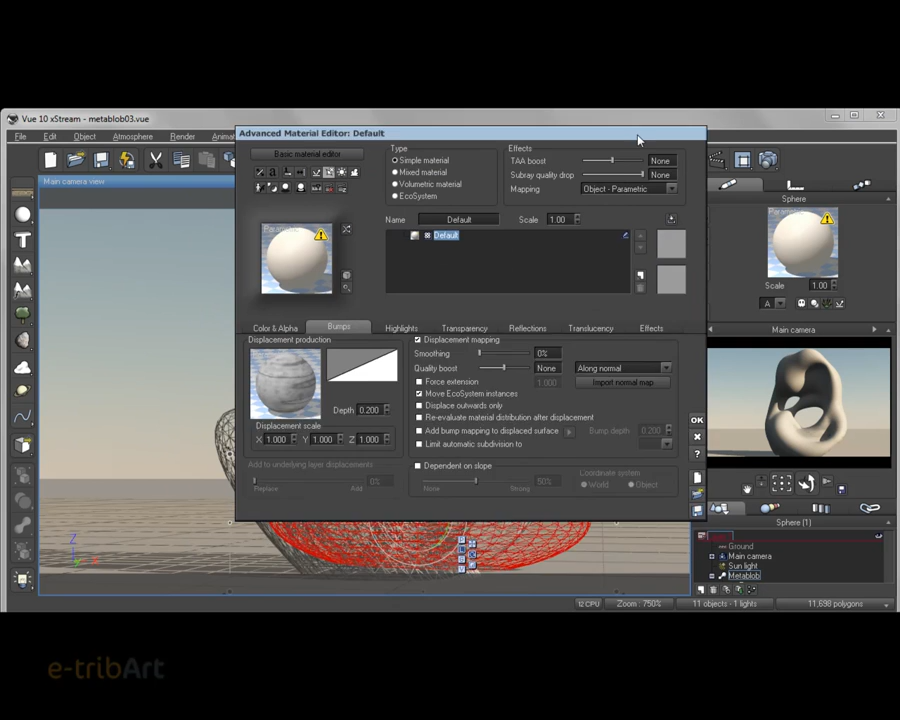 Vue 10 xStream - metablob03.vue
File Edit Object Atmosphere Render Animat
Main camera view
Advanced Material Editor: Default
Basic material editor
Type
Simple material
Mixed material
Volumetric material
EcoSystem
Effects
TAA boost None
Subray quality drop None
Mapping Object - Parametric
Name Default Scale 1.00
Default
Color & Alpha Bumps Highlights Transparency Reflections Translucency Effects
Displacement production
Depth 0.200
Displacement scale
X 1.000 Y 1.000 Z 1.000
Add to underlying layer displacements
Replace Add 0%
Displacement mapping
Smoothing 0%
Quality boost None Along normal
Force extension 1.000 Import normal map
Move EcoSystem instances
Displace outwards only
Re-evaluate material distribution after displacement
Add bump mapping to displaced surface Bump depth 0.200
Limit automatic subdivision to
Dependent on slope
None Strong 50%
Coordinate system
World Object
OK
Sphere
Scale 1.00
A
Main camera
Sphere (1)
Ground
Main camera
Sun light
Metablob
Z
12 CPU Zoom : 750% 11 objects - 1 lights 11,698 polygons
e-tribArt